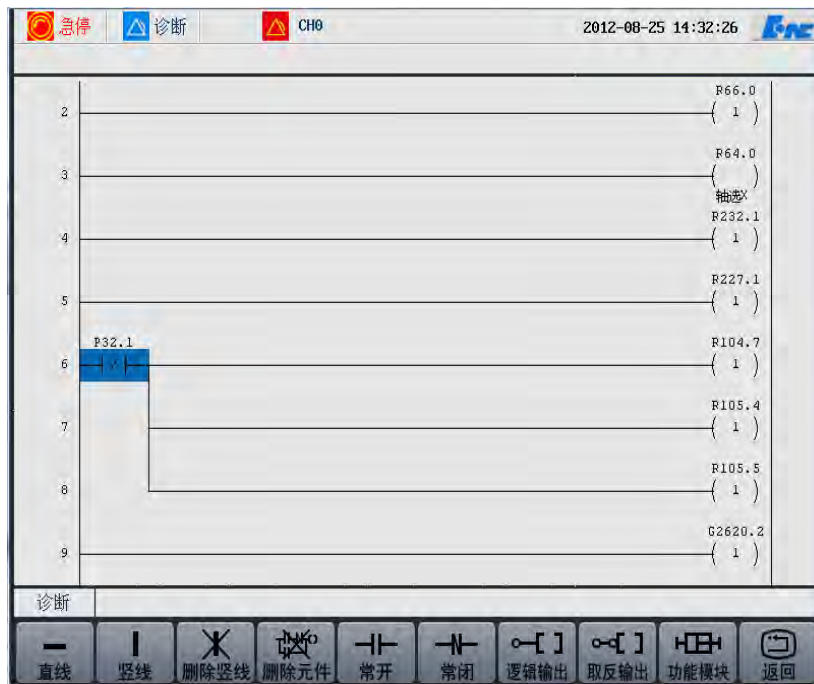 急停 诊断 CH0 2012-08-25 14:32:26
R66.0
2 ( 1 )
R64.0
3 ( )
轴选X
R232.1
4 ( 1 )
R227.1
5 ( 1 )
P32.1 R104.7
6 ( 1 )
R105.4
7 ( 1 )
R105.5
8 ( 1 )
G2620.2
9 ( 1 )
诊断
直线 竖线 删除竖线 删除元件 常开 常闭 逻辑输出 取反输出 功能模块 返回